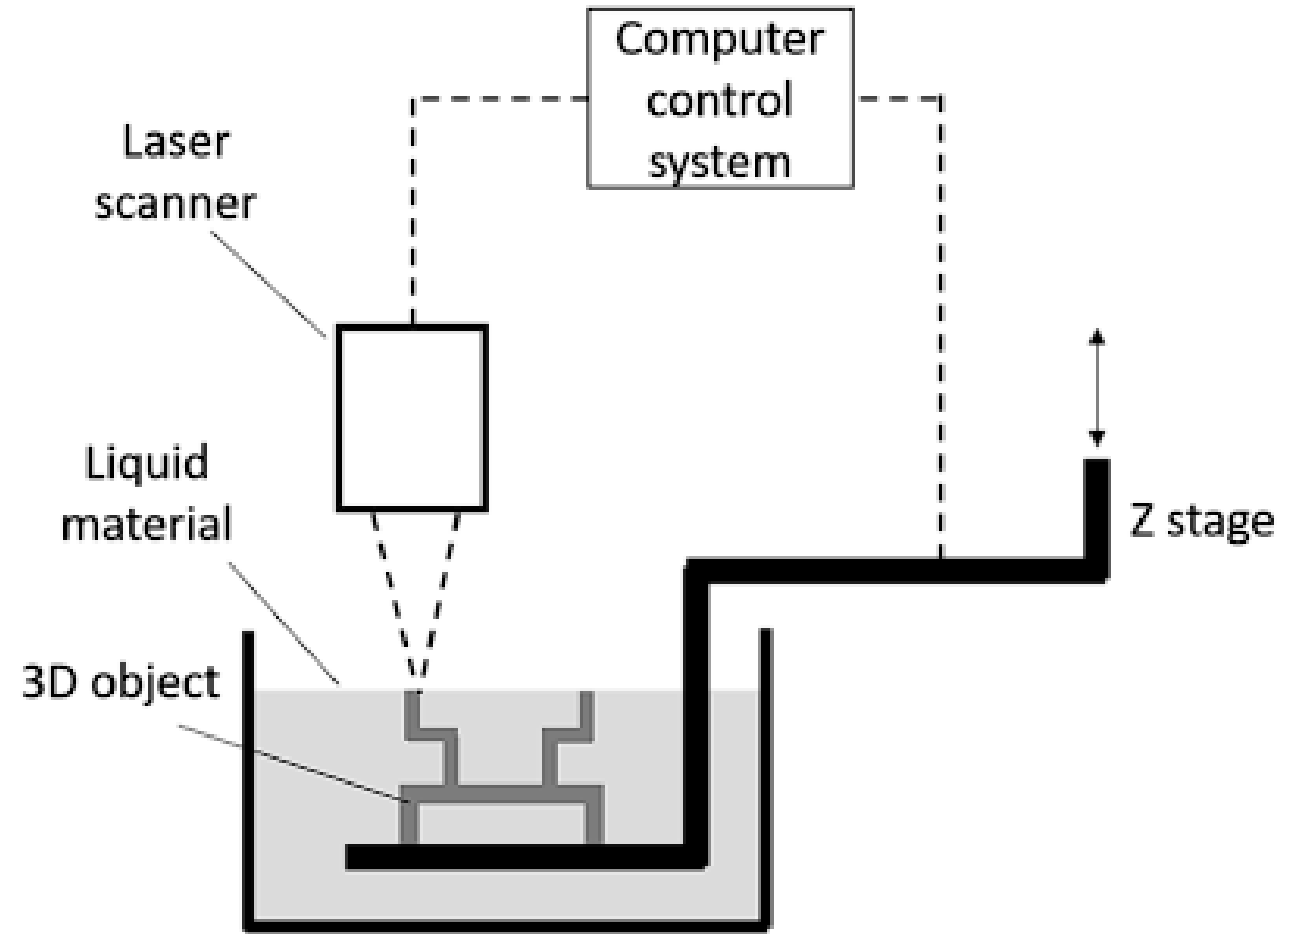 Computer
control
system
Laser
scanner
Liquid
material
Z stage
3D object